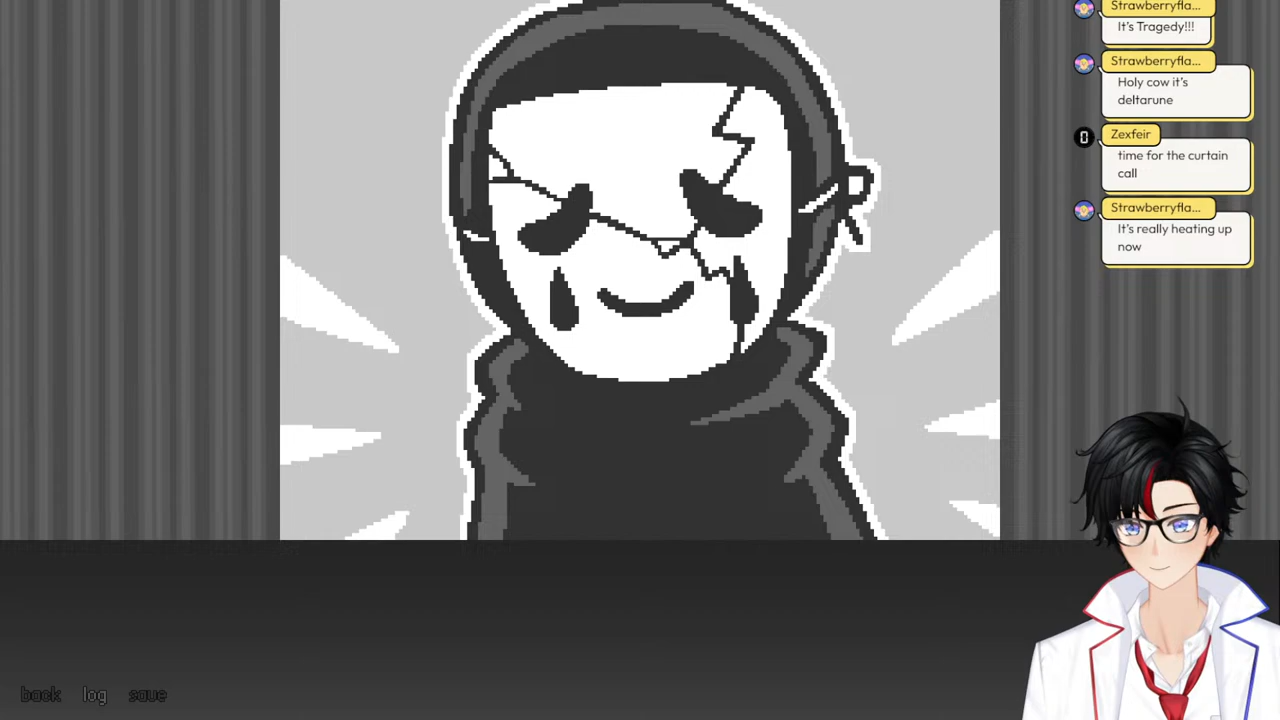 Strawberryfla...
It's Tragedy!!!
Strawberryfla...
Holy cow it's
deltarune
Zexfeir
time for the curtain
call
Strawberryfla...
It's really heating up
now
back log save